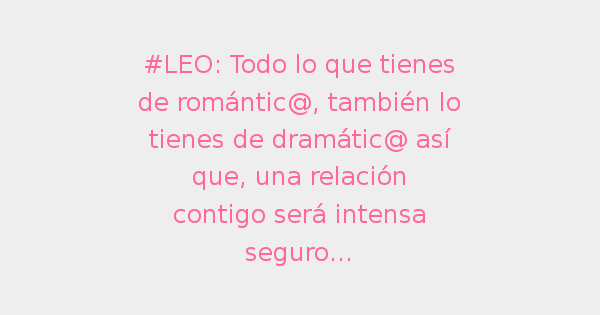 #LEO: Todo lo que tienes
de romántic@, también lo
tienes de dramátic@ así
que, una relación
contigo será intensa
seguro...